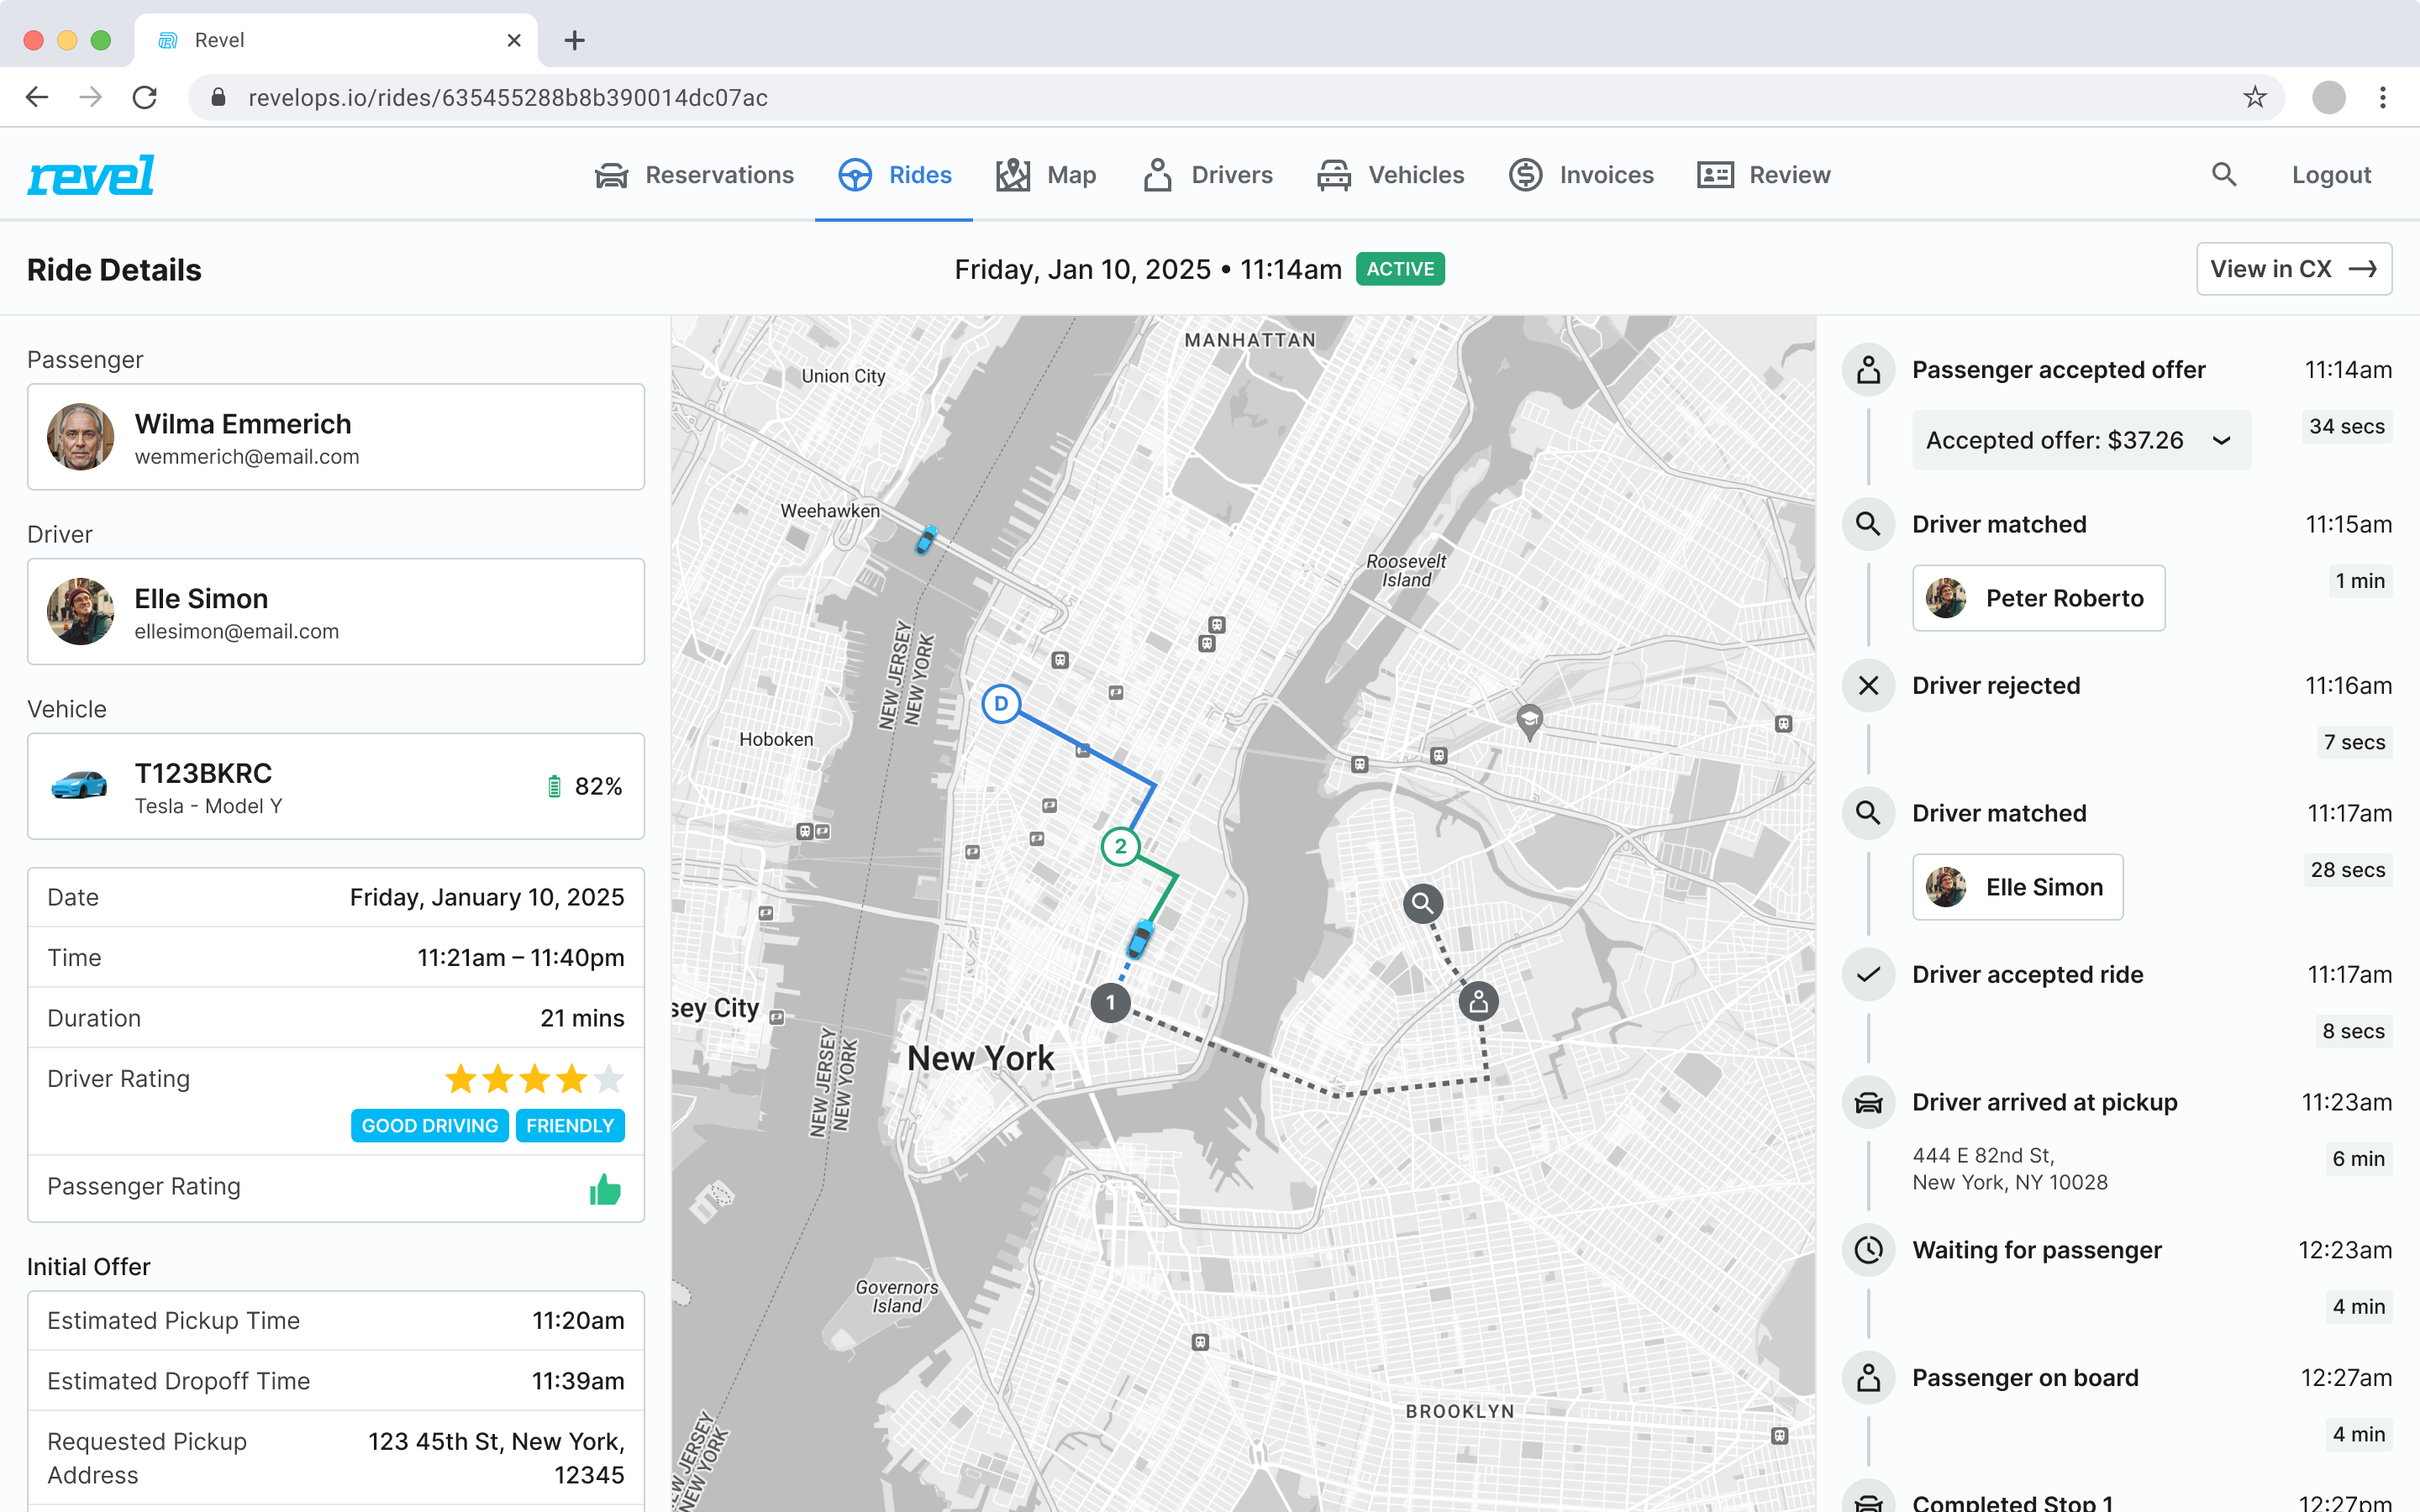 Revel
revelops.io/rides/635455288b8b390014dc07ac
revel
Reservations
Rides
Map
Drivers
Vehicles
Invoices
Review
Logout
Ride Details
Friday, Jan 10, 2025 • 11:14am
ACTIVE
View in CX
Passenger
Wilma Emmerich
wemmerich@email.com
Driver
Elle Simon
ellesimon@email.com
Vehicle
T123BKRC
82%
Tesla - Model Y
Date
Friday, January 10, 2025
Time
11:21am – 11:40pm
Duration
21 mins
Driver Rating
GOOD DRIVING
FRIENDLY
Passenger Rating
Initial Offer
Estimated Pickup Time
11:20am
Estimated Dropoff Time
11:39am
Requested Pickup
Address
123 45th St, New York,
12345
MANHATTAN
Union City
Weehawken
Roosevelt
Island
NEW JERSEY
NEW YORK
D
Hoboken
2
1
sey City
New York
NEW JERSEY
NEW YORK
Governors
Island
BROOKLYN
NEW JERSEY
NEW YORK
Passenger accepted offer
11:14am
Accepted offer: $37.26
34 secs
Driver matched
11:15am
Peter Roberto
1 min
Driver rejected
11:16am
7 secs
Driver matched
11:17am
Elle Simon
28 secs
Driver accepted ride
11:17am
8 secs
Driver arrived at pickup
11:23am
444 E 82nd St,
New York, NY 10028
6 min
Waiting for passenger
12:23am
4 min
Passenger on board
12:27am
4 min
Completed Stop 1
12:27pm